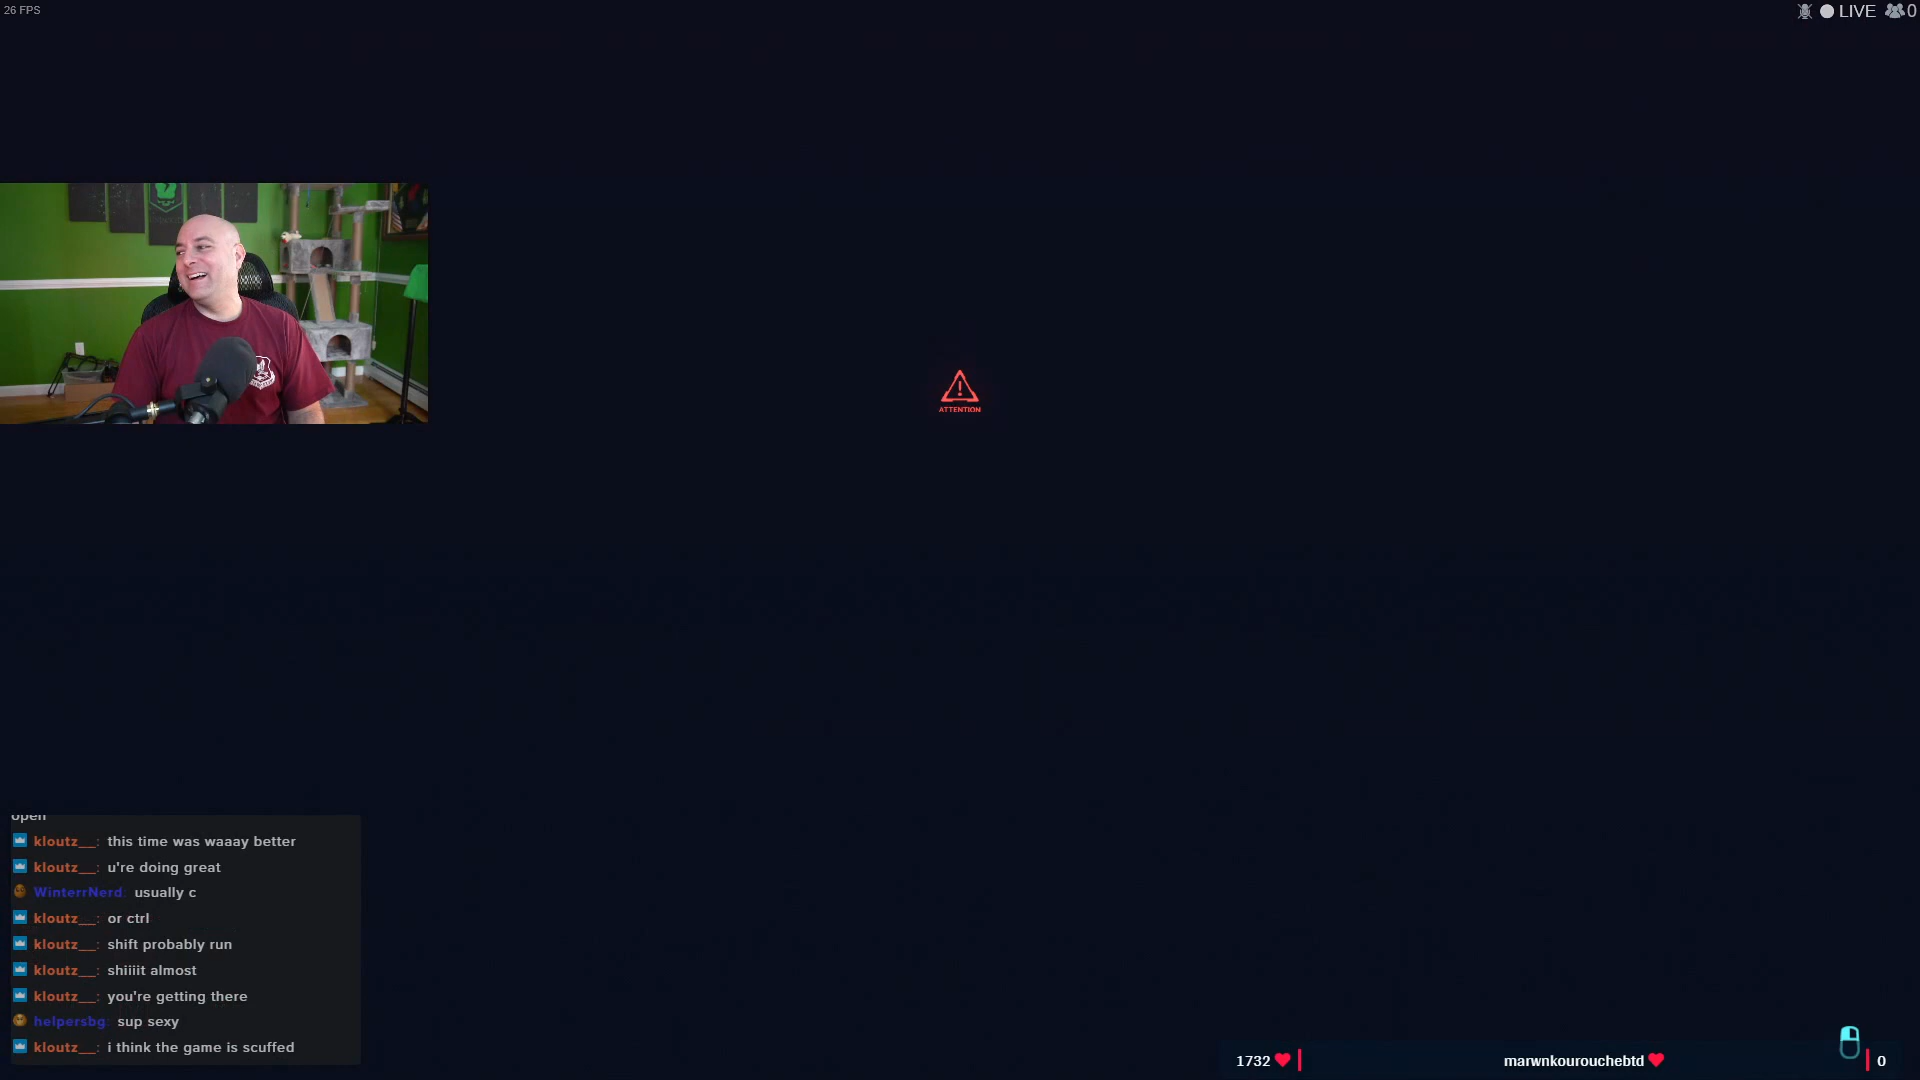 26 FPS
LIVE 0
ATTENTION
open
kloutz__: this time was waaay better
kloutz__: u're doing great
WinterrNerd: usually c
kloutz__: or ctrl
kloutz__: shift probably run
kloutz__: shiiiit almost
kloutz__: you're getting there
helpersbg: sup sexy
kloutz__: i think the game is scuffed
1732 marwnkourouchebtd 0